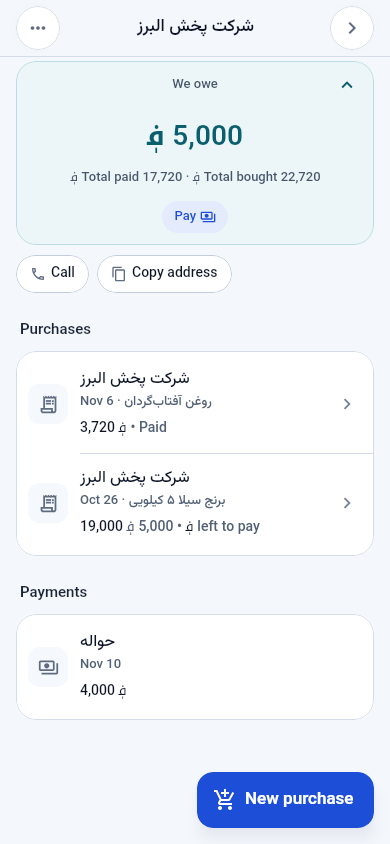 شرکت پخش البرز
We owe
؋ 5,000
؋ Total paid 17,720 · ؋ Total bought 22,720
Pay
Call
Copy address
Purchases
شرکت پخش البرز
Nov 6 · روغن آفتاب‌گردان
3,720 ؋ • Paid
شرکت پخش البرز
Oct 26 · برنج سیلا ۵ کیلویی
19,000 ؋ 5,000 • ؋ left to pay
Payments
حواله
Nov 10
4,000 ؋
New purchase